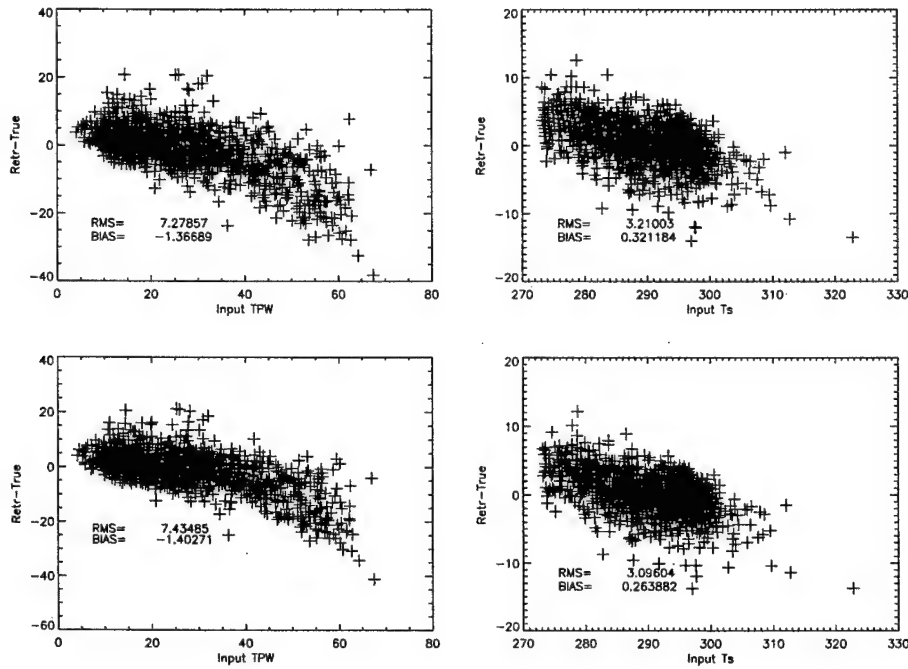 40
20
0
-20
-40
Retr-True
RMS= 7.27857
BIAS= -1.36689
0 20 40 60 80
Input TPW
20
10
0
-10
-20
Retr-True
RMS= 3.21003
BIAS= 0.321184
270 280 290 300 310 320 330
Input Ts
40
20
0
-20
-40
-60
Retr-True
RMS= 7.43485
BIAS= -1.40271
0 20 40 60 80
Input TPW
20
10
0
-10
-20
Retr-True
RMS= 3.09604
BIAS= 0.263882
270 280 290 300 310 320 330
Input Ts